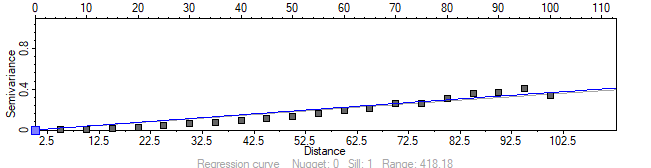 0 10 20 30 40 50 60 70 80 90 100 110
0 0.4 0.8
Semivariance
2.5 12.5 22.5 32.5 42.5 52.5 62.5 72.5 82.5 92.5 102.5
Distance
Regression curve Nugget: 0 Sill: 1 Range: 418.18